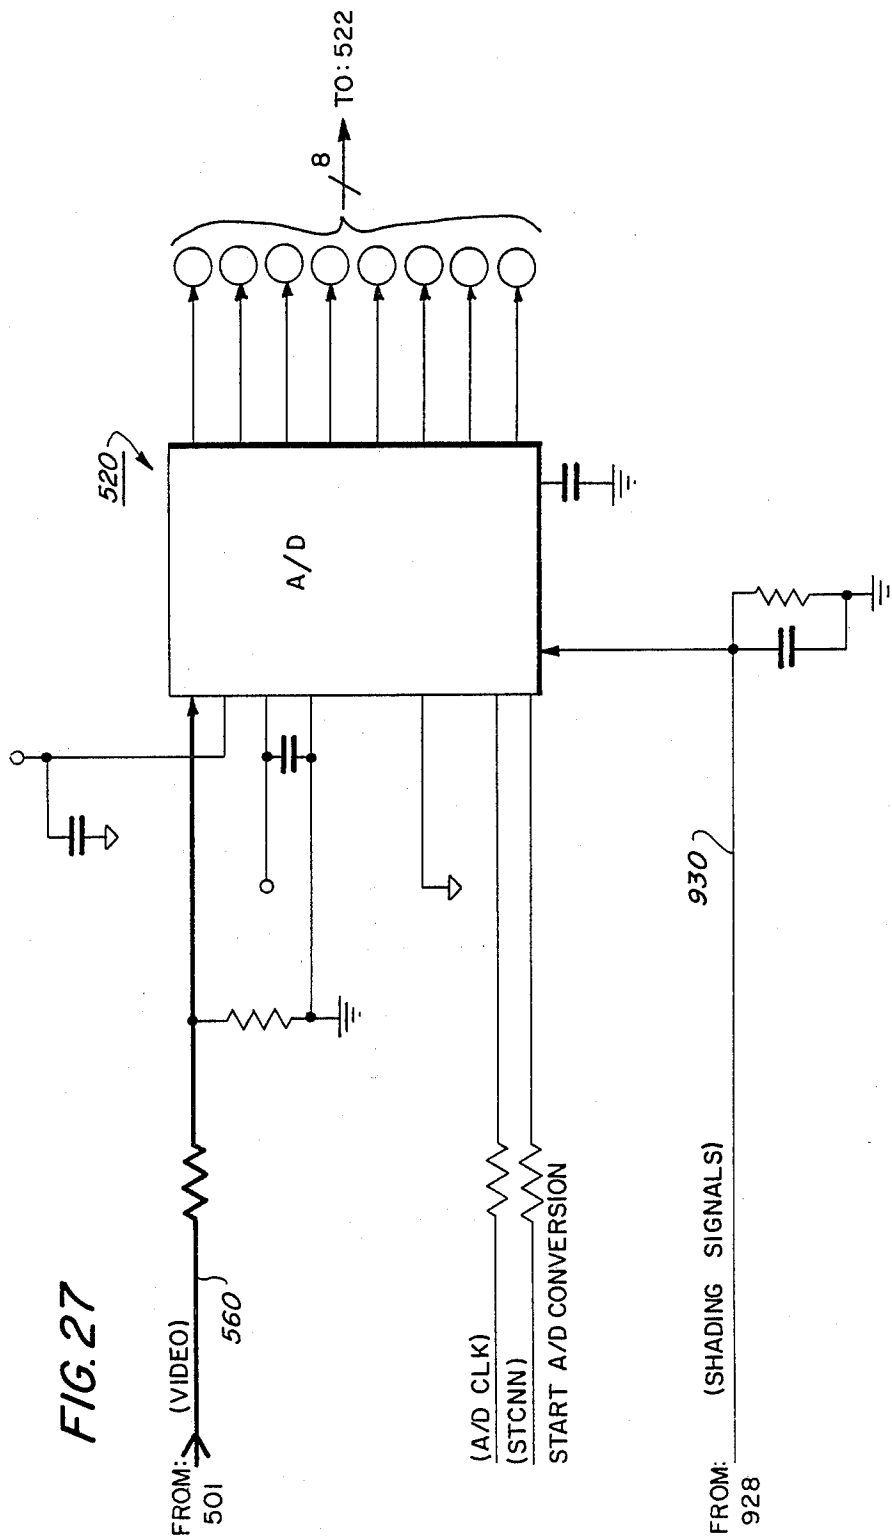 FIG. 27
FROM:
501
(VIDEO)
560
520
A/D
8
TO: 522
(A/D CLK)
(STCNN)
START A/D CONVERSION
FROM:
928
(SHADING SIGNALS)
930